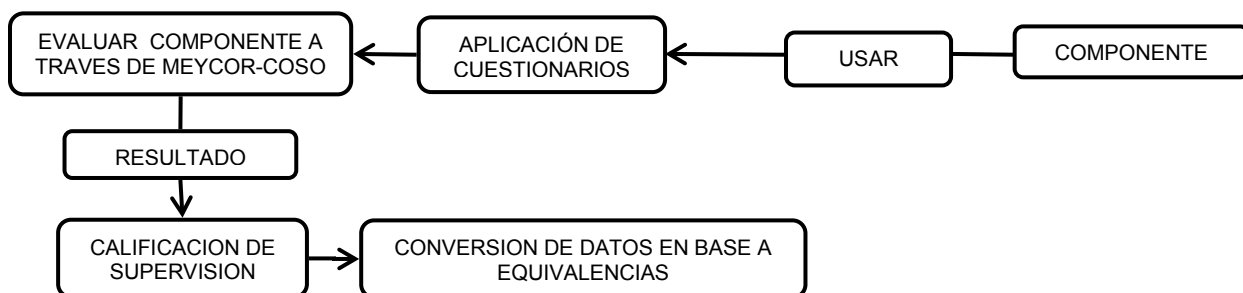 EVALUAR COMPONENTE A
TRAVES DE MEYCOR-COSO
APLICACIÓN DE
CUESTIONARIOS
USAR
COMPONENTE
RESULTADO
CALIFICACION DE
SUPERVISION
CONVERSION DE DATOS EN BASE A
EQUIVALENCIAS